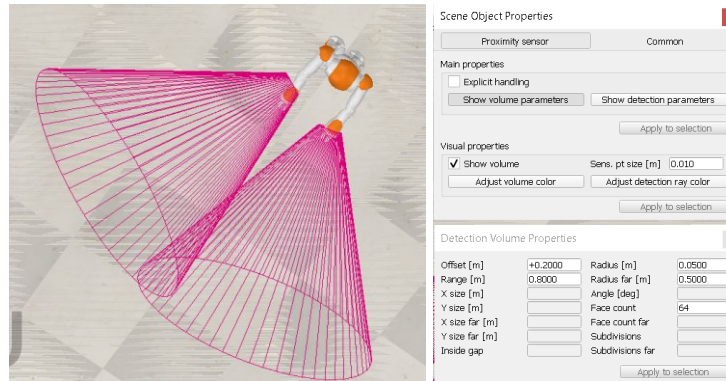 Scene Object Properties
Proximity sensor Common
Main properties
Explicit handling
Show volume parameters Show detection parameters
Apply to selection
Visual properties
Show volume Sens. pt size [m] 0.010
Adjust volume color Adjust detection ray color
Apply to selection
Detection Volume Properties
Offset [m] +0.2000 Radius [m] 0.0500
Range [m] 0.8000 Radius far [m] 0.5000
X size [m] Angle [deg]
Y size [m] Face count 64
X size far [m] Face count far
Y size far [m] Subdivisions
Inside gap Subdivisions far
Apply to selection